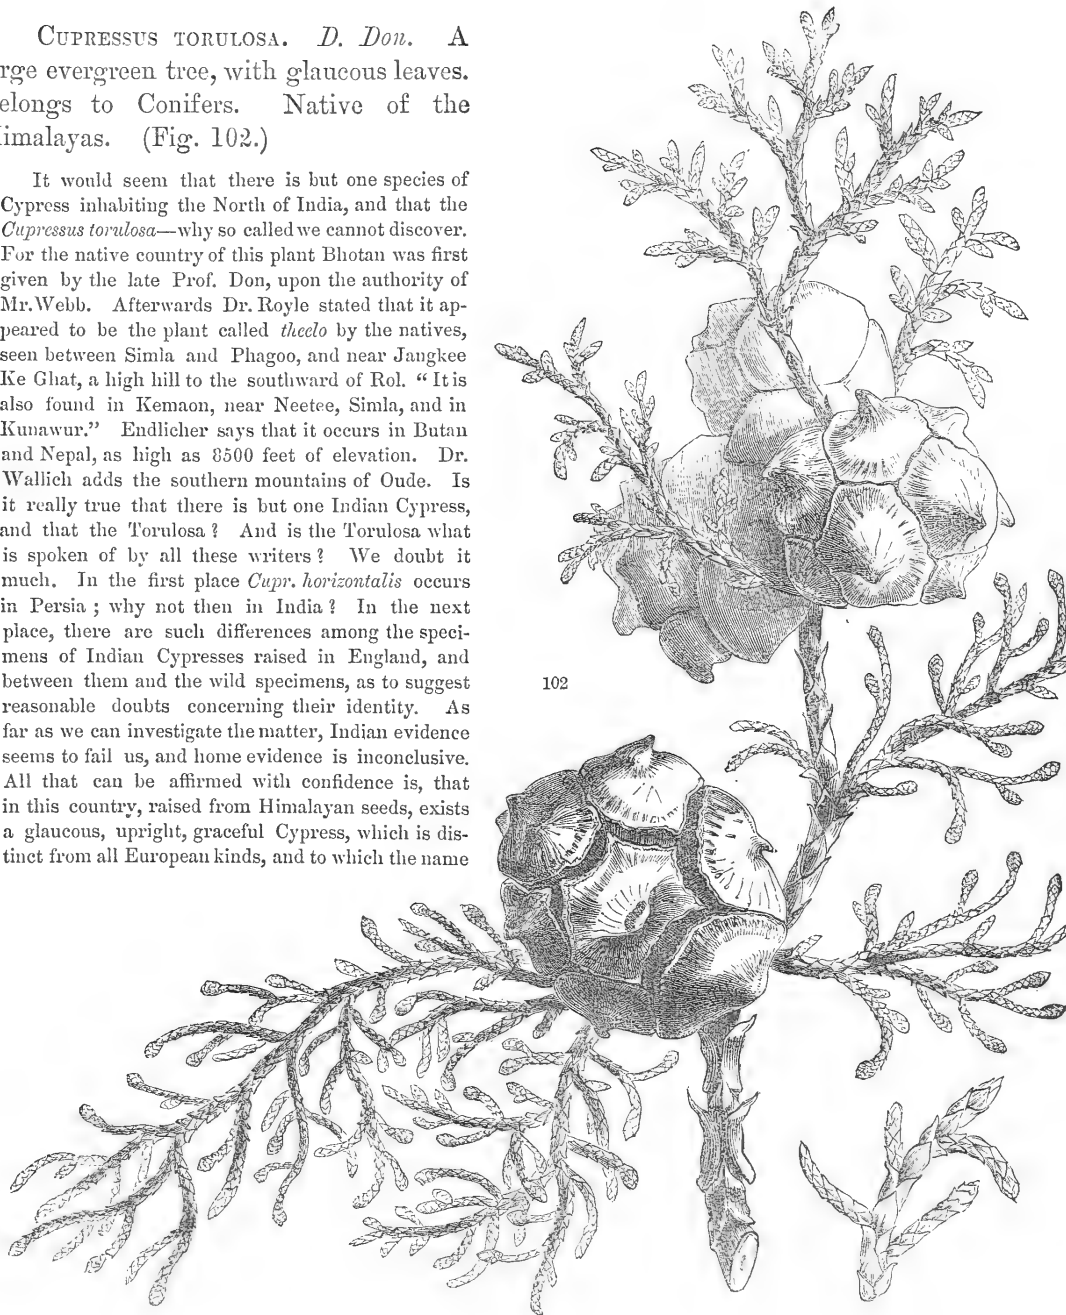 CUPRESSUS TORULOSA. D. Don. A
rge evergreen tree, with glaucous leaves.
elongs to Conifers. Native of the
imalayas. (Fig. 102.)
It would seem that there is but one species of
Cypress inhabiting the North of India, and that the
Cupressus torulosa—why so called we cannot discover.
For the native country of this plant Bhotan was first
given by the late Prof. Don, upon the authority of
Mr. Webb. Afterwards Dr. Royle stated that it ap-
peared to be the plant called theelo by the natives,
seen between Simla and Phagoo, and near Jangkee
Ke Ghat, a high hill to the southward of Rol. “It is
also found in Kemaon, near Neetee, Simla, and in
Kunawur.” Endlicher says that it occurs in Butan
and Nepal, as high as 8500 feet of elevation. Dr.
Wallich adds the southern mountains of Oude. Is
it really true that there is but one Indian Cypress,
and that the Torulosa? And is the Torulosa what
is spoken of by all these writers? We doubt it
much. In the first place Cupr. horizontalis occurs
in Persia; why not then in India? In the next
place, there are such differences among the speci-
mens of Indian Cypresses raised in England, and
between them and the wild specimens, as to suggest
reasonable doubts concerning their identity. As
far as we can investigate the matter, Indian evidence
seems to fail us, and home evidence is inconclusive.
All that can be affirmed with confidence is, that
in this country, raised from Himalayan seeds, exists
a glaucous, upright, graceful Cypress, which is dis-
tinct from all European kinds, and to which the name
102